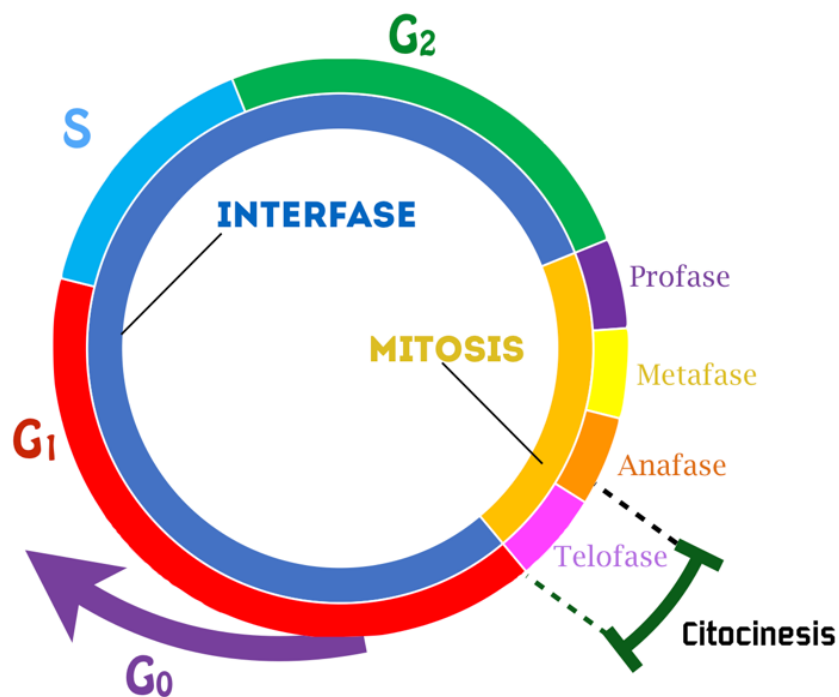 G2
S
INTERFASE
Profase
MITOSIS
Metafase
G1
Anafase
Telofase
Citocinesis
G0